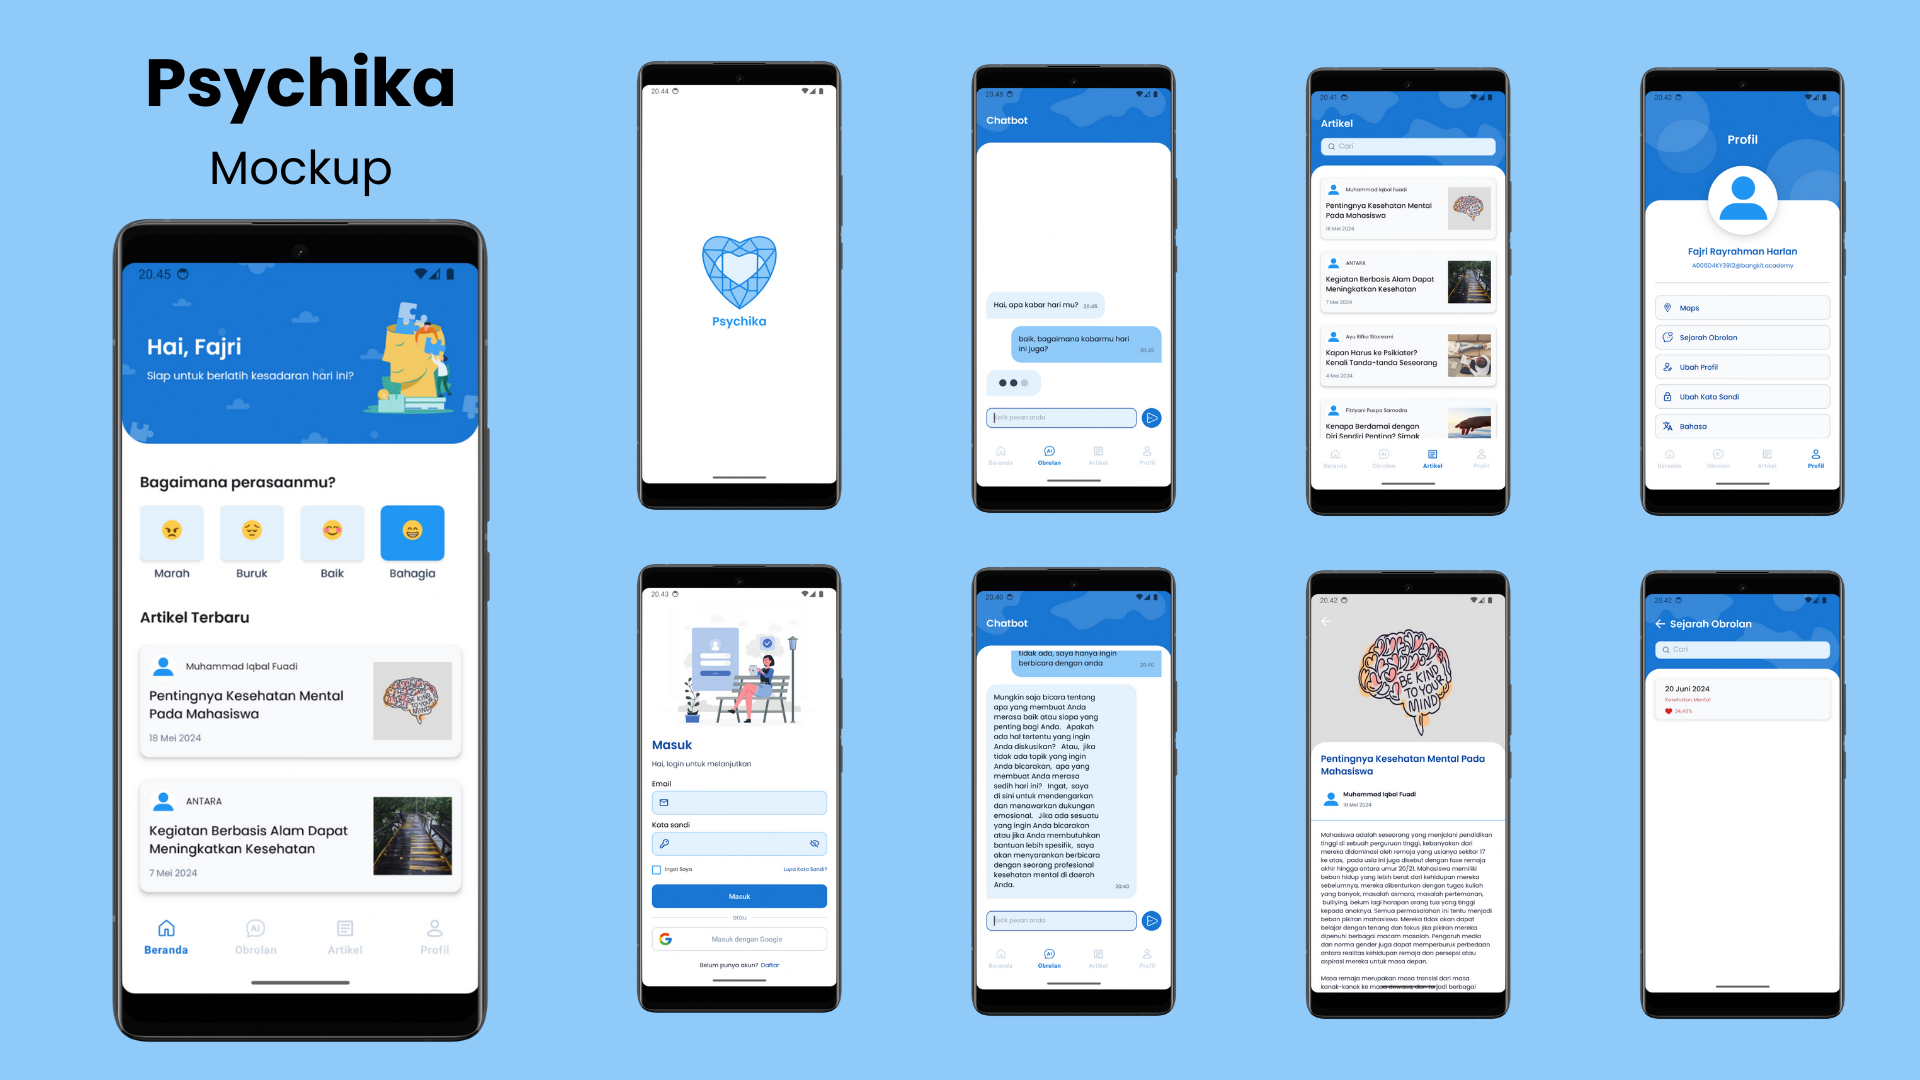 Psychika
Mockup
20.45
Hai, Fajri
Siap untuk berlatih kesadaran hari ini?
Bagaimana perasaanmu?
Marah
Buruk
Baik
Bahagia
Artikel Terbaru
Muhammad Iqbal Fuadi
Pentingnya Kesehatan Mental
Pada Mahasiswa
18 Mei 2024
BE KIND
TO YOUR
MIND
ANTARA
Kegiatan Berbasis Alam Dapat
Meningkatkan Kesehatan
7 Mei 2024
Beranda
AI
Obrolan
Artikel
Profil
20.44
Psychika
20.45
Chatbot
Hai, apa kabar hari mu? 20:45
baik, bagaimana kabarmu hari
ini juga?
20:45
Ketik pesan anda
Beranda
AI
Obrolan
Artikel
Profil
20.41
Artikel
Cari
Muhammad Iqbal Fuadi
Pentingnya Kesehatan Mental
Pada Mahasiswa
18 Mei 2024
ANTARA
Kegiatan Berbasis Alam Dapat
Meningkatkan Kesehatan
7 Mei 2024
Ayu Rifka Sitoresmi
Kapan Harus ke Psikiater?
Kenali Tanda-tanda Seseorang
4 Mei 2024
Fitriyani Puspa Samodra
Kenapa Berdamai dengan
Diri Sendiri Penting? Simak
Beranda
Obrolan
Artikel
Profil
20.42
Profil
Fajri Rayrahman Harlan
A006D4KY3912@bangkit.academy
Maps
Sejarah Obrolan
Ubah Profil
Ubah Kata Sandi
Bahasa
Beranda
Obrolan
Artikel
Profil
20.43
Masuk
Hai, login untuk melanjutkan
Email
Kata sandi
Ingat Saya
Lupa Kata Sandi?
Masuk
atau
Masuk dengan Google
Belum punya akun? Daftar
20.40
Chatbot
tidak ada, saya hanya ingin
berbicara dengan anda
20:40
Mungkin saja bicara tentang
apa yang membuat Anda
merasa baik atau siapa yang
penting bagi Anda. Apakah
ada hal tertentu yang ingin
Anda diskusikan? Atau, jika
tidak ada topik yang ingin
Anda bicarakan, apa yang
membuat Anda merasa
sedih hari ini? Ingat, saya
di sini untuk mendengarkan
dan menawarkan dukungan
emosional. Jika ada sesuatu
yang ingin Anda bicarakan
atau jika Anda membutuhkan
bantuan lebih spesifik, saya
akan menyarankan berbicara
dengan seorang profesional
kesehatan mental di daerah
Anda.
20:40
Ketik pesan anda
Beranda
AI
Obrolan
Artikel
Profil
20.42
BE KIND
TO YOUR
MIND
Pentingnya Kesehatan Mental Pada
Mahasiswa
Muhammad Iqbal Fuadi
18 Mei 2024
Mahasiswa adalah seseorang yang menjalani pendidikan
tinggi di sebuah perguruan tinggi, kebanyakan dari
mereka didominasi oleh remaja yang usianya sekitar 17
ke atas, pada usia ini juga disebut dengan fase remaja
akhir hingga antara umur 20/21. Mahasiswa memiliki
beban hidup yang lebih berat dari kehidupan mereka
sebelumnya, mereka dibenturkan dengan tugas kuliah
yang banyak, masalah asmara, masalah pertemanan,
bullying, belum lagi harapan orang tua yang tinggi
kepada anaknya. Semua permasalahan ini tentu menjadi
beban pikiran mahasiswa. Mereka tidak akan dapat
belajar dengan tenang dan fokus jika pikiran mereka
dipenuhi berbagai macam masalah. Pengaruh media
dan norma gender juga dapat memperburuk perbedaan
antara realitas kehidupan remaja dan persepsi atau
aspirasi mereka untuk masa depan.
Masa remaja merupakan masa transisi dari masa
kanak-kanak ke masa dewasa, dan terjadi berbagai
20.42
Sejarah Obrolan
Cari
20 Juni 2024
Kesehatan Mental
34,43%